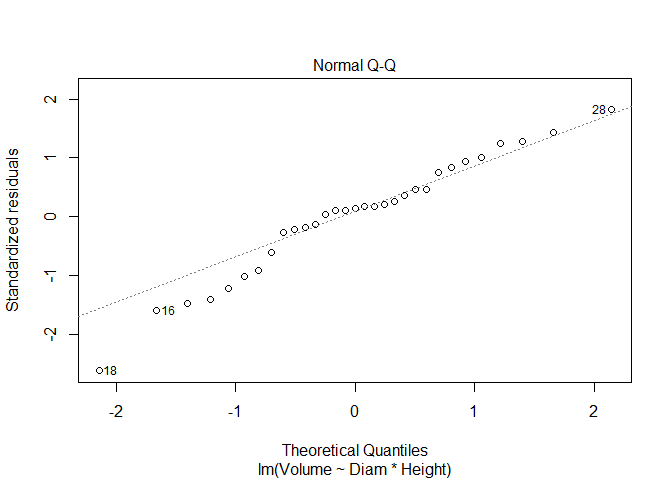 Normal Q-Q
Standardized residuals
2
1
0
-1
-2
28
16
18
-2 -1 0 1 2
Theoretical Quantiles
lm(Volume ~ Diam * Height)